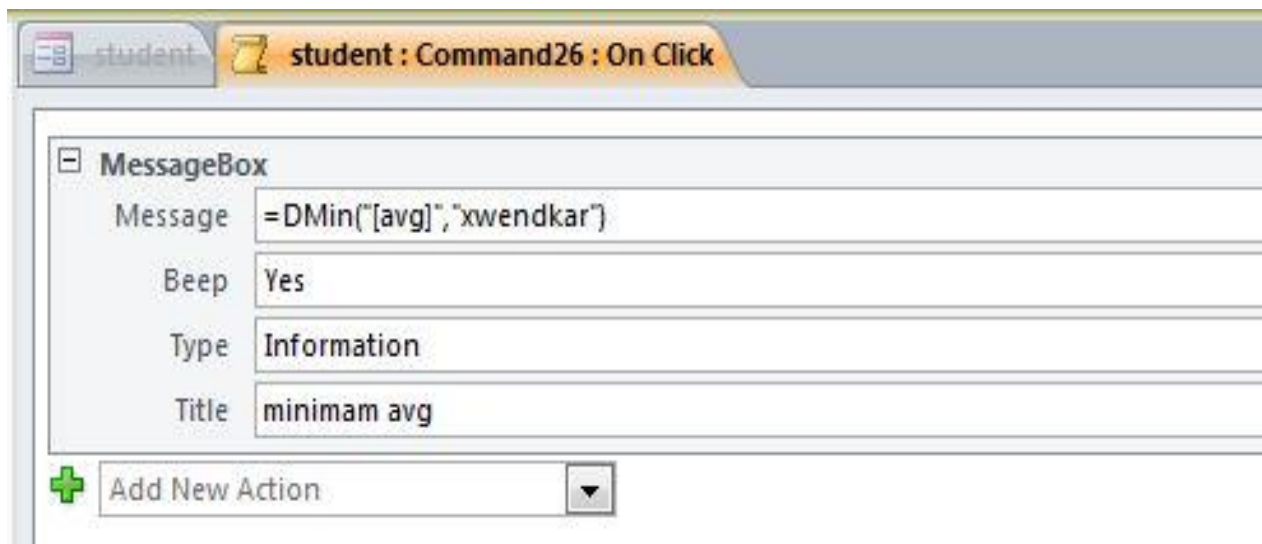 student
student : Command26 : On Click
MessageBox
Message =DMin("[avg]","xwendkar")
Beep Yes
Type Information
Title minimam avg
Add New Action